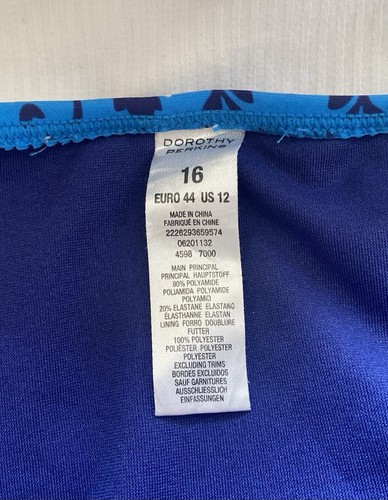 DOROTHY
PERKINS
16
EURO 44 US 12
MADE IN CHINA
FABRIQUÉ EN CHINE
2226293659574
06201132
4598 7000
MAIN PRINCIPAL
PRINCIPAL HAUPTSTOFF
80% POLYAMIDE
POLIAMIDA POLYAMIDE
POLYAMID
20% ELASTANE ELASTANO
ÉLASTHANNE ELASTAN
LINING FORRO DOUBLURE
FUTTER
100% POLYESTER
POLIÉSTER POLYESTER
POLYESTER
EXCLUDING TRIMS
BORDES EXCLUIDOS
SAUF GARNITURES
AUSSCHLIESSLICH
EINFASSUNGEN